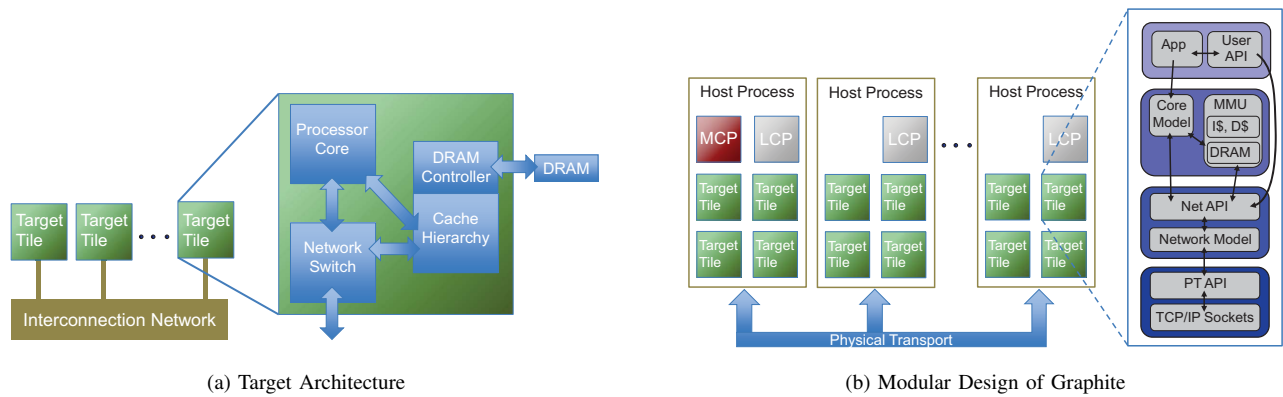 Target
Tile
Target
Tile
Target
Tile
Interconnection Network
Processor
Core
DRAM
Controller
DRAM
Cache
Hierarchy
Network
Switch
(a) Target Architecture
Host Process
MCP
LCP
Target
Tile
Target
Tile
Target
Tile
Target
Tile
Host Process
LCP
Target
Tile
Target
Tile
Target
Tile
Target
Tile
Host Process
LCP
Target
Tile
Target
Tile
Target
Tile
Target
Tile
Physical Transport
App
User
API
Core
Model
MMU
I$, D$
DRAM
Net API
Network Model
PT API
TCP/IP Sockets
(b) Modular Design of Graphite